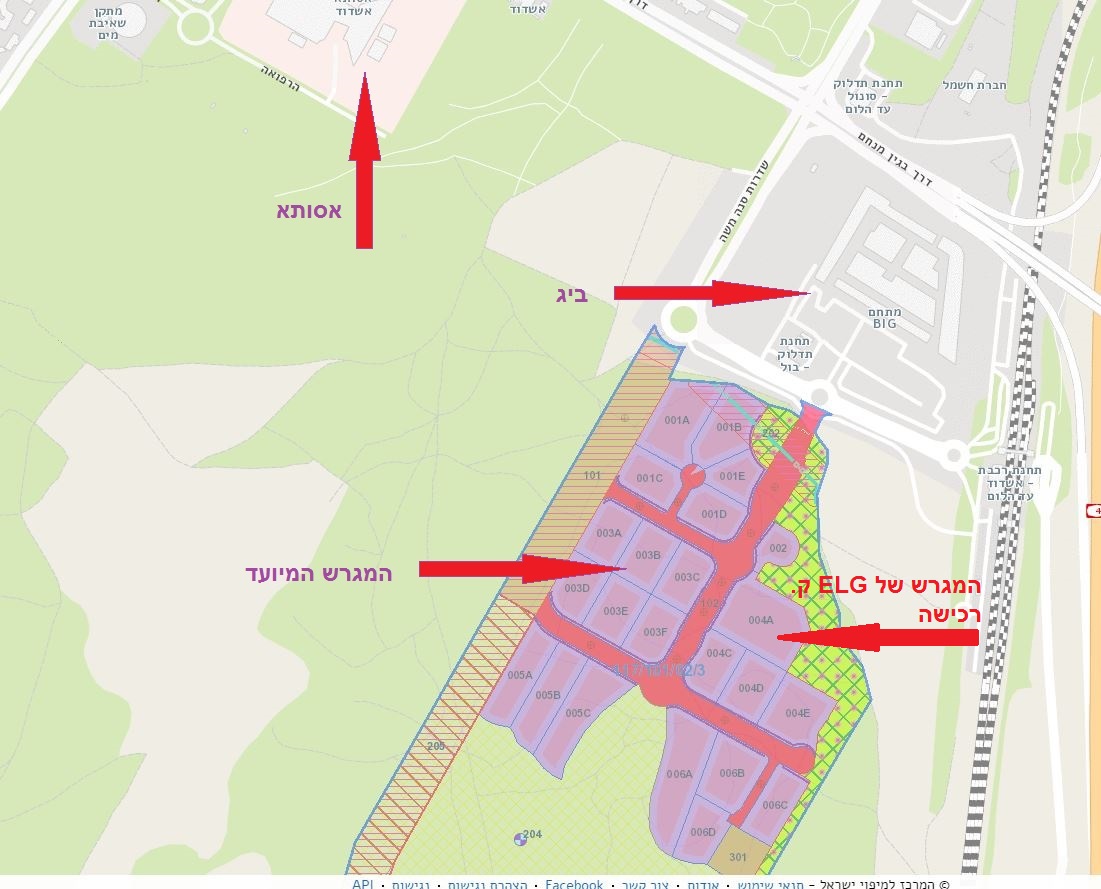 מתקן
שאיבת
מים
אשדוד
אשדוד
הרפואה
תחנת תדלוק
- סונול
עד הלום
חברת חשמל
דרך בגין מנחם
שדרות סנה משה
אסותא
ביג
מתחם
BIG
תחנת
תדלוק
- בול
תחנת רכבת
- אשדוד
עד הלום
4
001A
001B
202
101
001C
001E
001D
003A
003B
002
003C
המגרש המיועד
003D
המגרש של ELG ק.
רכישה
003E
102
004A
003F
004C
005A
005B
004D
005C
004E
205
006A
006B
006C
204
006D
301
© המרכז למיפוי ישראל - תנאי שימוש · אודות · צור קשר · Facebook · הצהרת נגישות · נגישות · API